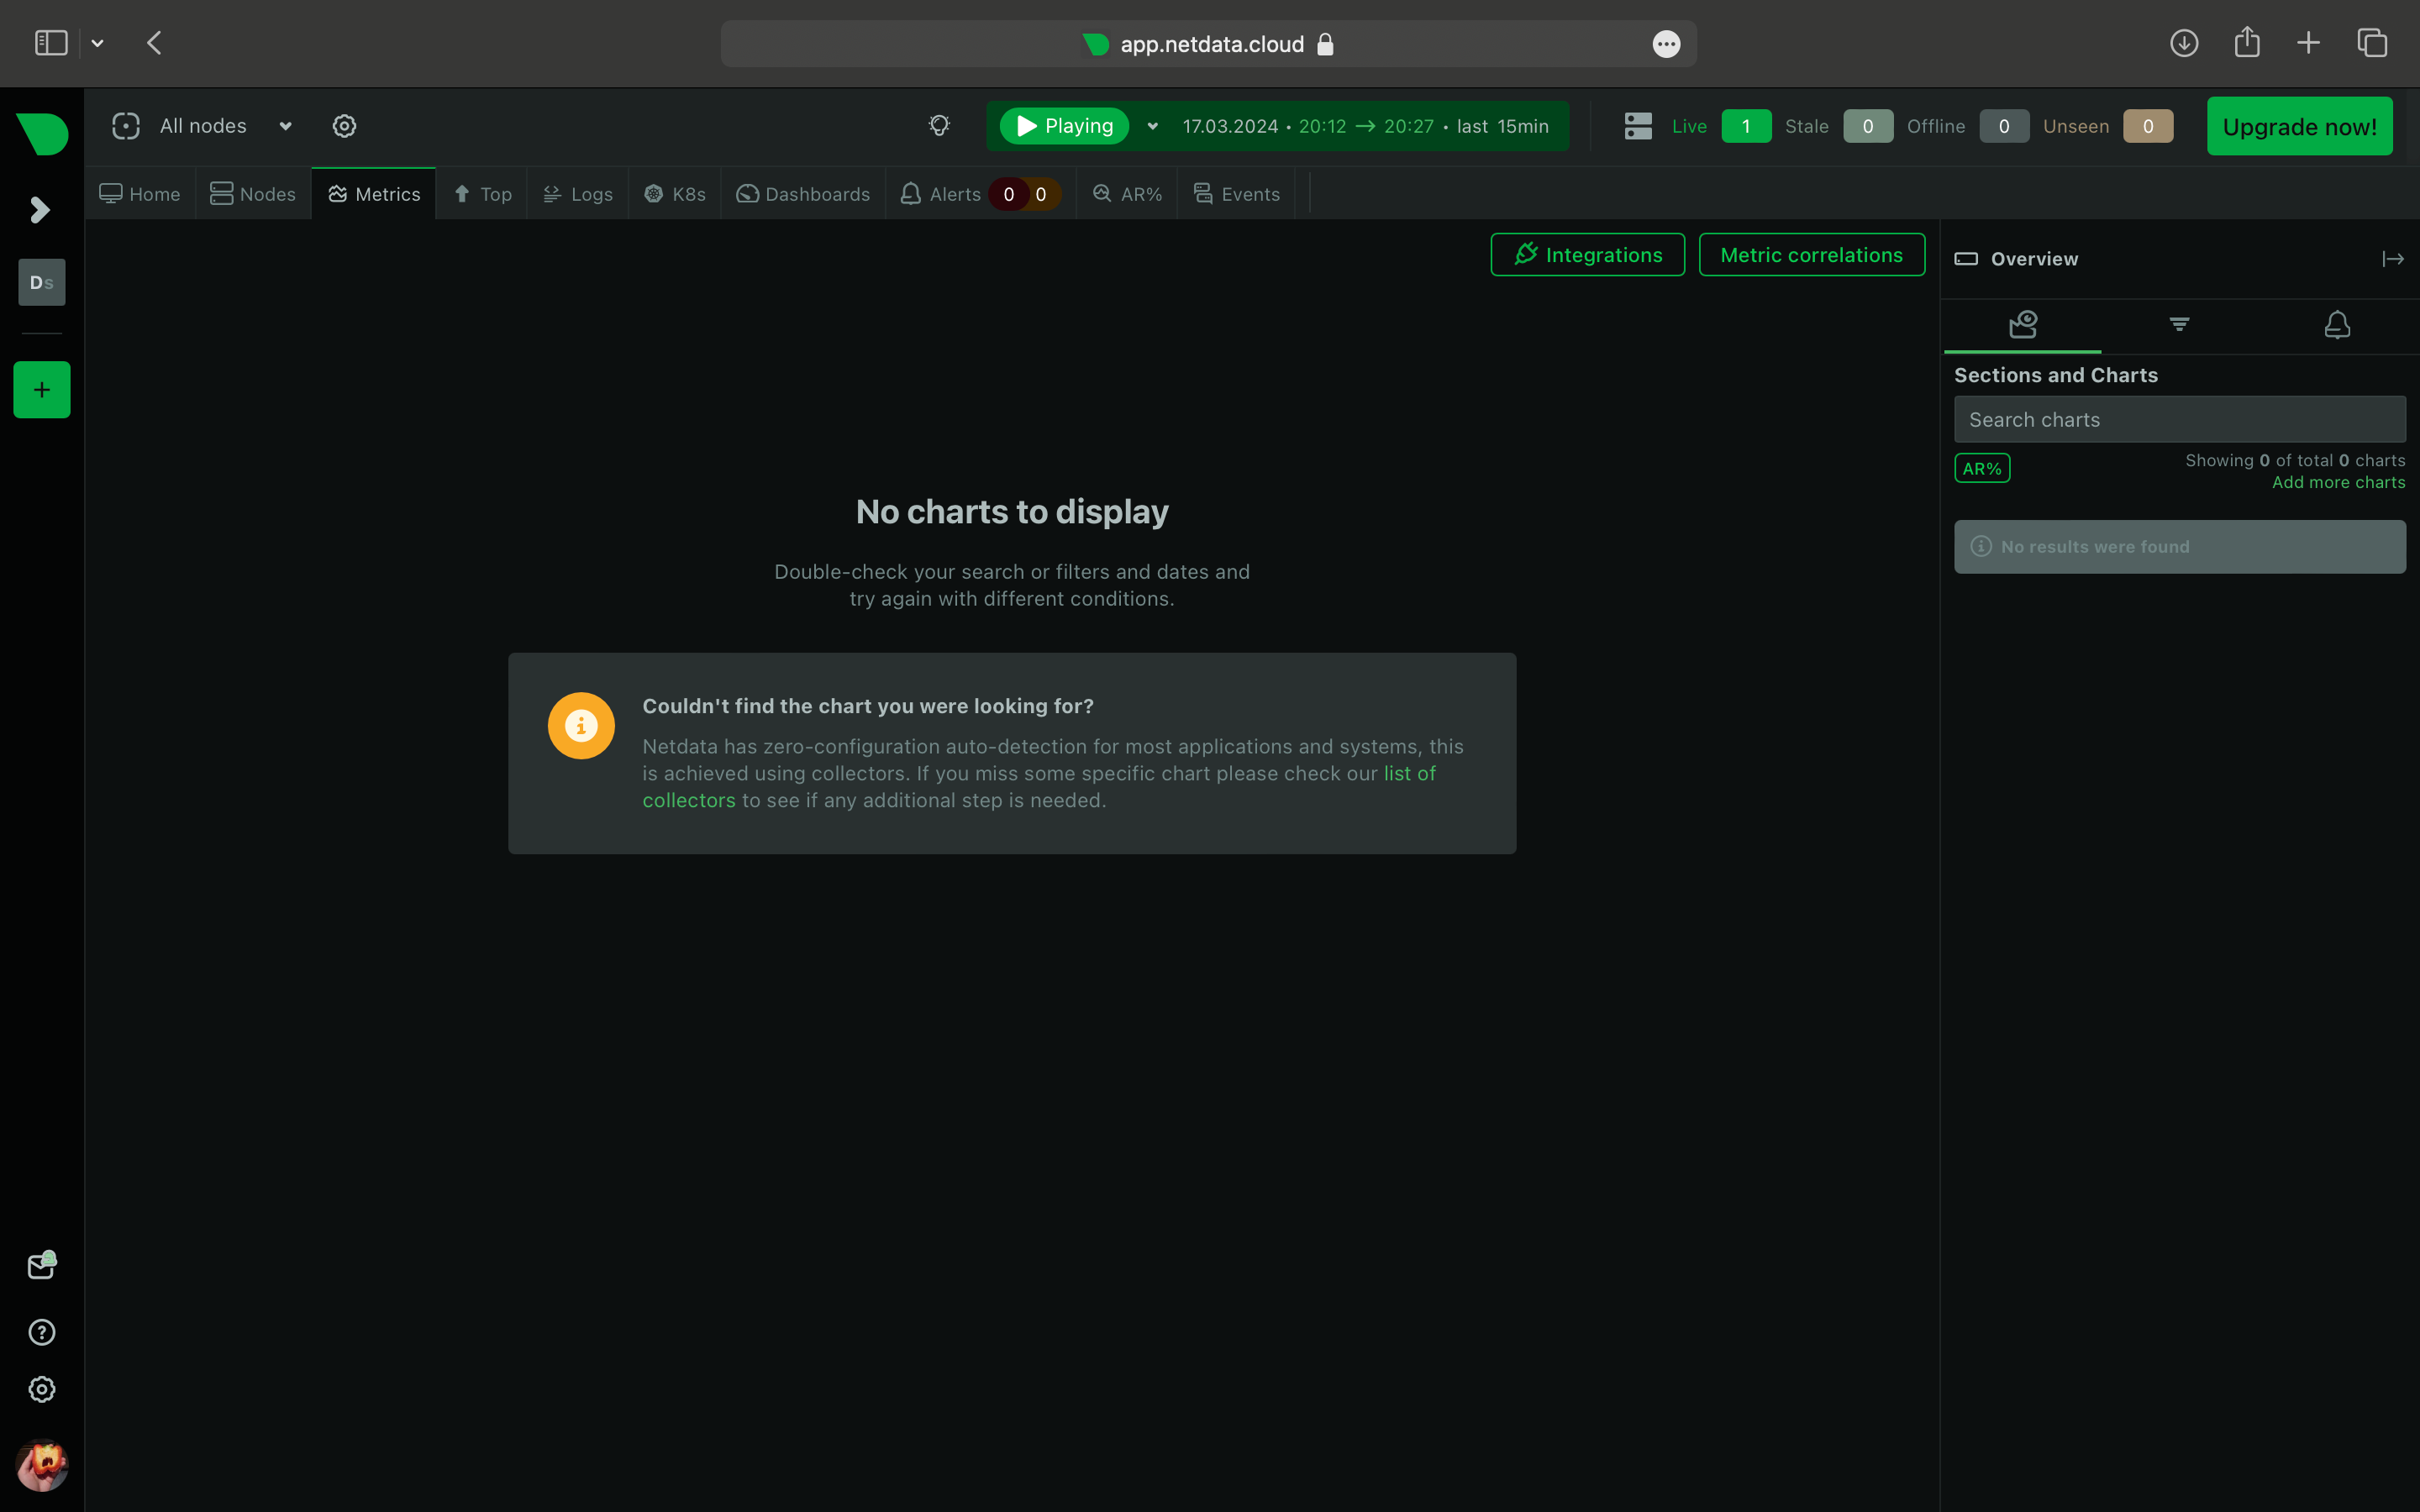 app.netdata.cloud
All nodes
Playing
17.03.2024 • 20:12 → 20:27 • last 15min
Live 1 Stale 0 Offline 0 Unseen 0
Upgrade now!
Home Nodes Metrics Top Logs K8s Dashboards Alerts 0 0 AR% Events
Ds
Integrations
Metric correlations
Overview
Sections and Charts
Search charts
AR%
Showing 0 of total 0 charts
Add more charts
No results were found
No charts to display
Double-check your search or filters and dates and
try again with different conditions.
Couldn't find the chart you were looking for?
Netdata has zero-configuration auto-detection for most applications and systems, this
is achieved using collectors. If you miss some specific chart please check our list of
collectors to see if any additional step is needed.